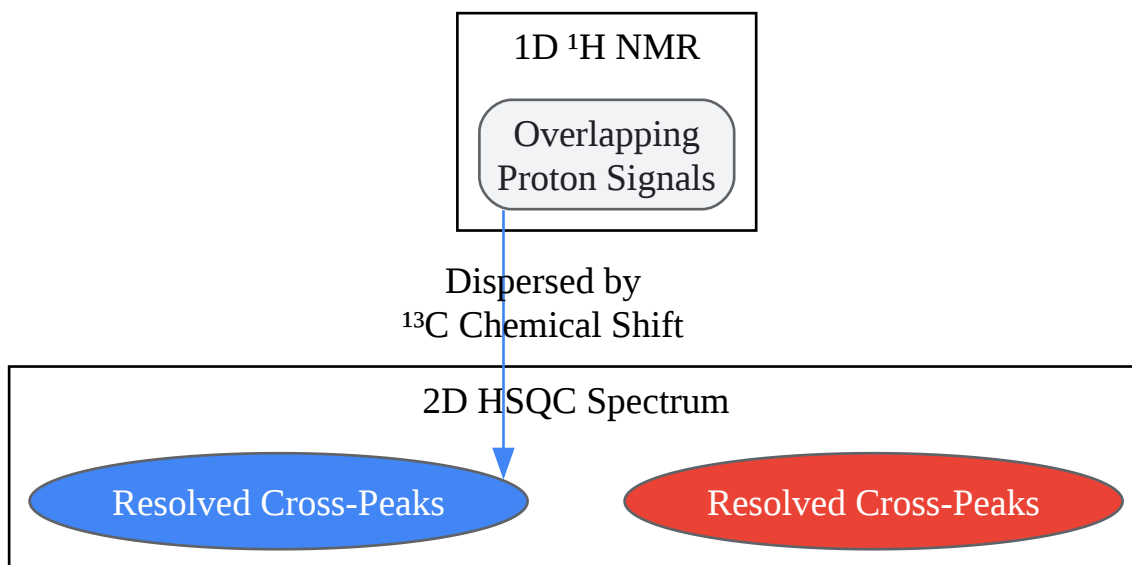 1D ¹H NMR
Overlapping
Proton Signals
Dispersed by
¹³C Chemical Shift
2D HSQC Spectrum
Resolved Cross-Peaks
Resolved Cross-Peaks